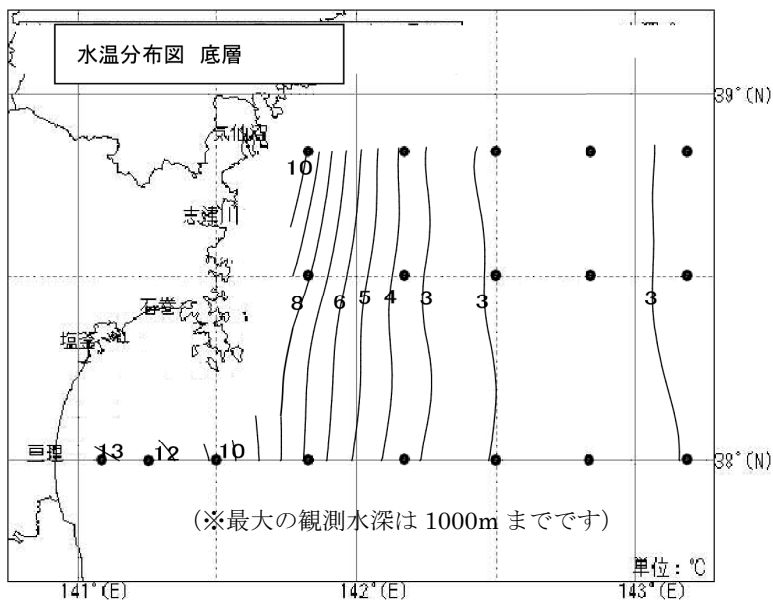 水温分布図 底層
39°(N)
気仙沼
10
志津川
石巻
8 6 5 4 3 3 3
塩釜
亘理 13 12 10
38°(N)
(※最大の観測水深は 1000m までです)
単位：℃
141°(E) 142°(E) 143°(E)